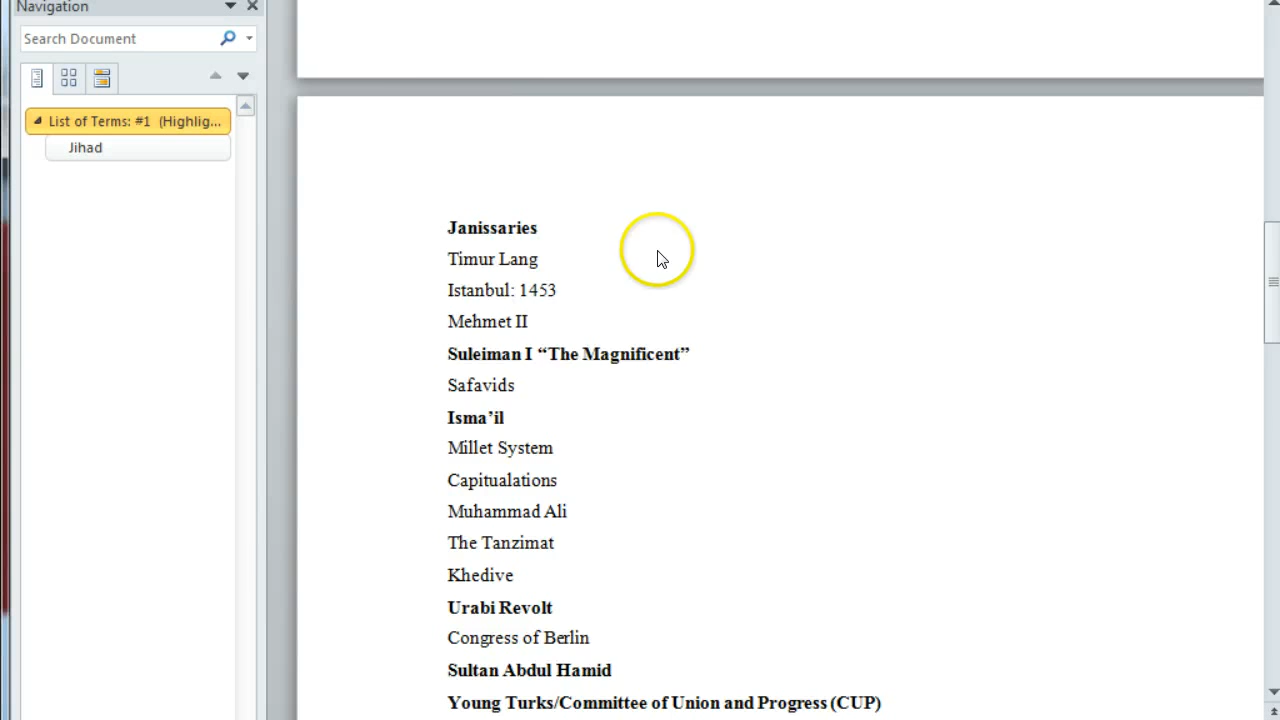 Navigation
Search Document
List of Terms: #1 (Highlig...
Jihad
Janissaries
Timur Lang
Istanbul: 1453
Mehmet II
Suleiman I “The Magnificent”
Safavids
Isma’il
Millet System
Capitualations
Muhammad Ali
The Tanzimat
Khedive
Urabi Revolt
Congress of Berlin
Sultan Abdul Hamid
Young Turks/Committee of Union and Progress (CUP)